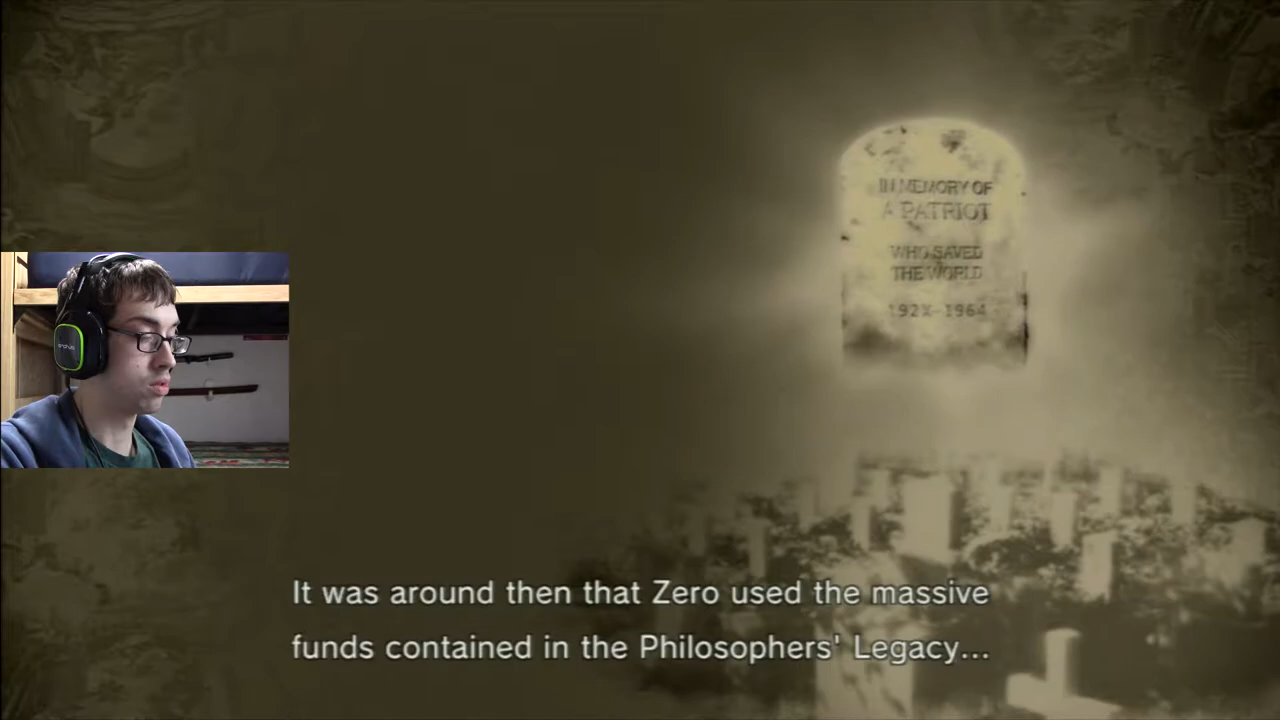 IN MEMORY OF
A PATRIOT
WHO SAVED
THE WORLD
192X-1964
It was around then that Zero used the massive
funds contained in the Philosophers' Legacy...